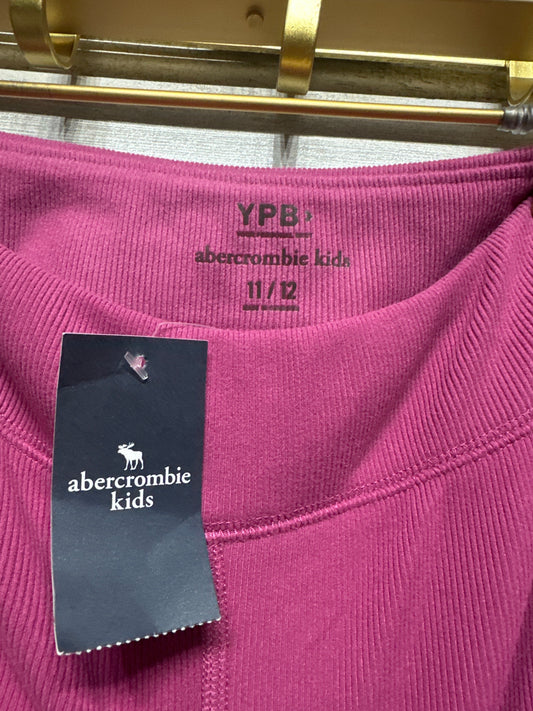 YPB
abercrombie kids
11 / 12
abercrombie
kids